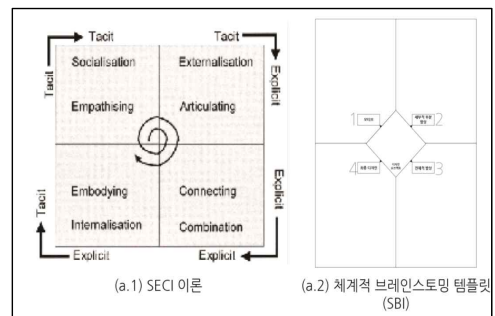 Tacit Tacit
Tacit
Socialisation Externalisation
Explicit
Empathising Articulating
Embodying Connecting
Tacit
Explicit
Internalisation Combination
Explicit Explicit
(a.1) SECI 이론
1 2
4 3
(a.2) 체계적 브레인스토밍 템플릿
(SBI)